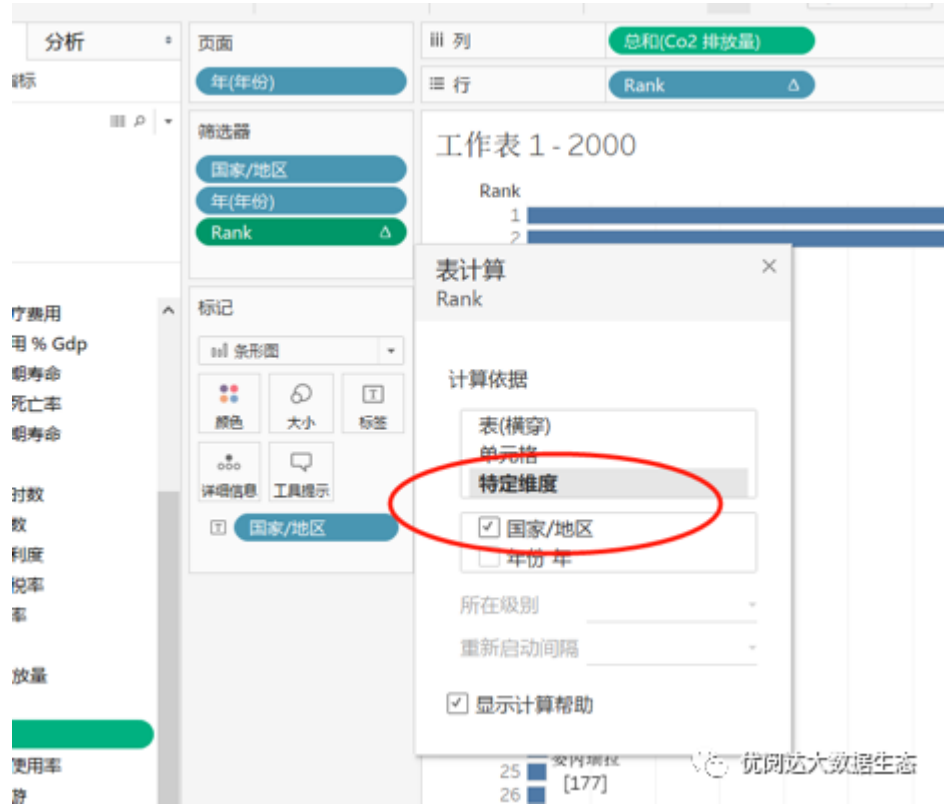 分析
页面
年(年份)
iii 列
总和(Co2 排放量)
行
Rank
筛选器
国家/地区
年(年份)
Rank
工作表 1 - 2000
Rank
1
2
表计算
Rank
计算依据
表(横穿)
单元格
特定维度
国家/地区
年份 年
所在级别
重新启动间隔
显示计算帮助
标记
条形图
颜色
大小
标签
详细信息
工具提示
国家/地区
疗费用
用 % Gdp
期寿命
死亡率
期寿命
时数
数
利度
税率
率
放量
使用率
游
委内瑞拉
25
[177]
26
优阅达大数据生态